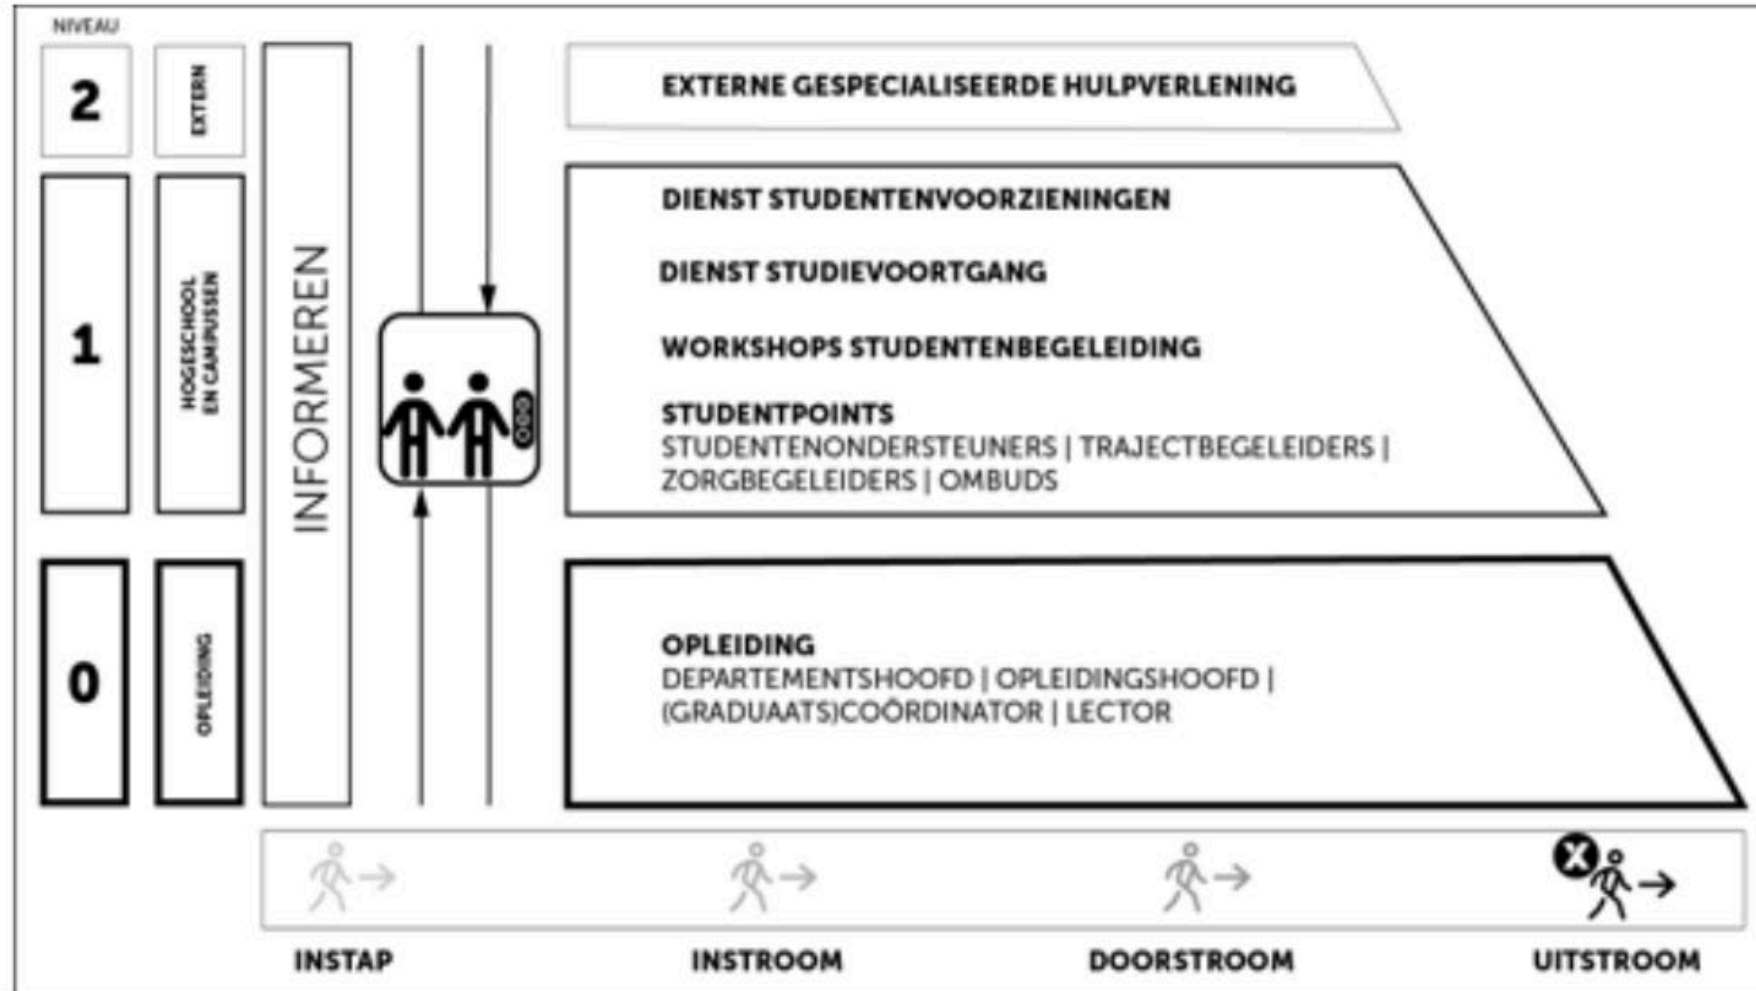 NIVEAU
2
EXTERN
EXTERNE GESPECIALISEERDE HULPVERLENING
1
HOGESCHOOL
EN CAMPUSSEN
INFORMEREN
DIENST STUDENTENVOORZIENINGEN
DIENST STUDIEVOORTGANG
WORKSHOPS STUDENTENBEGELEIDING
STUDENTPOINTS
STUDENTENONDERSTEUNERS | TRAJECTBEGELEIDERS |
ZORGBEGELEIDERS | OMBUDS
0
OPLEIDING
OPLEIDING
DEPARTEMENTSHOOFD | OPLEIDINGSHOOFD |
(GRADUAATS)COÖRDINATOR | LECTOR
X
INSTAP
INSTROOM
DOORSTROOM
UITSTROOM